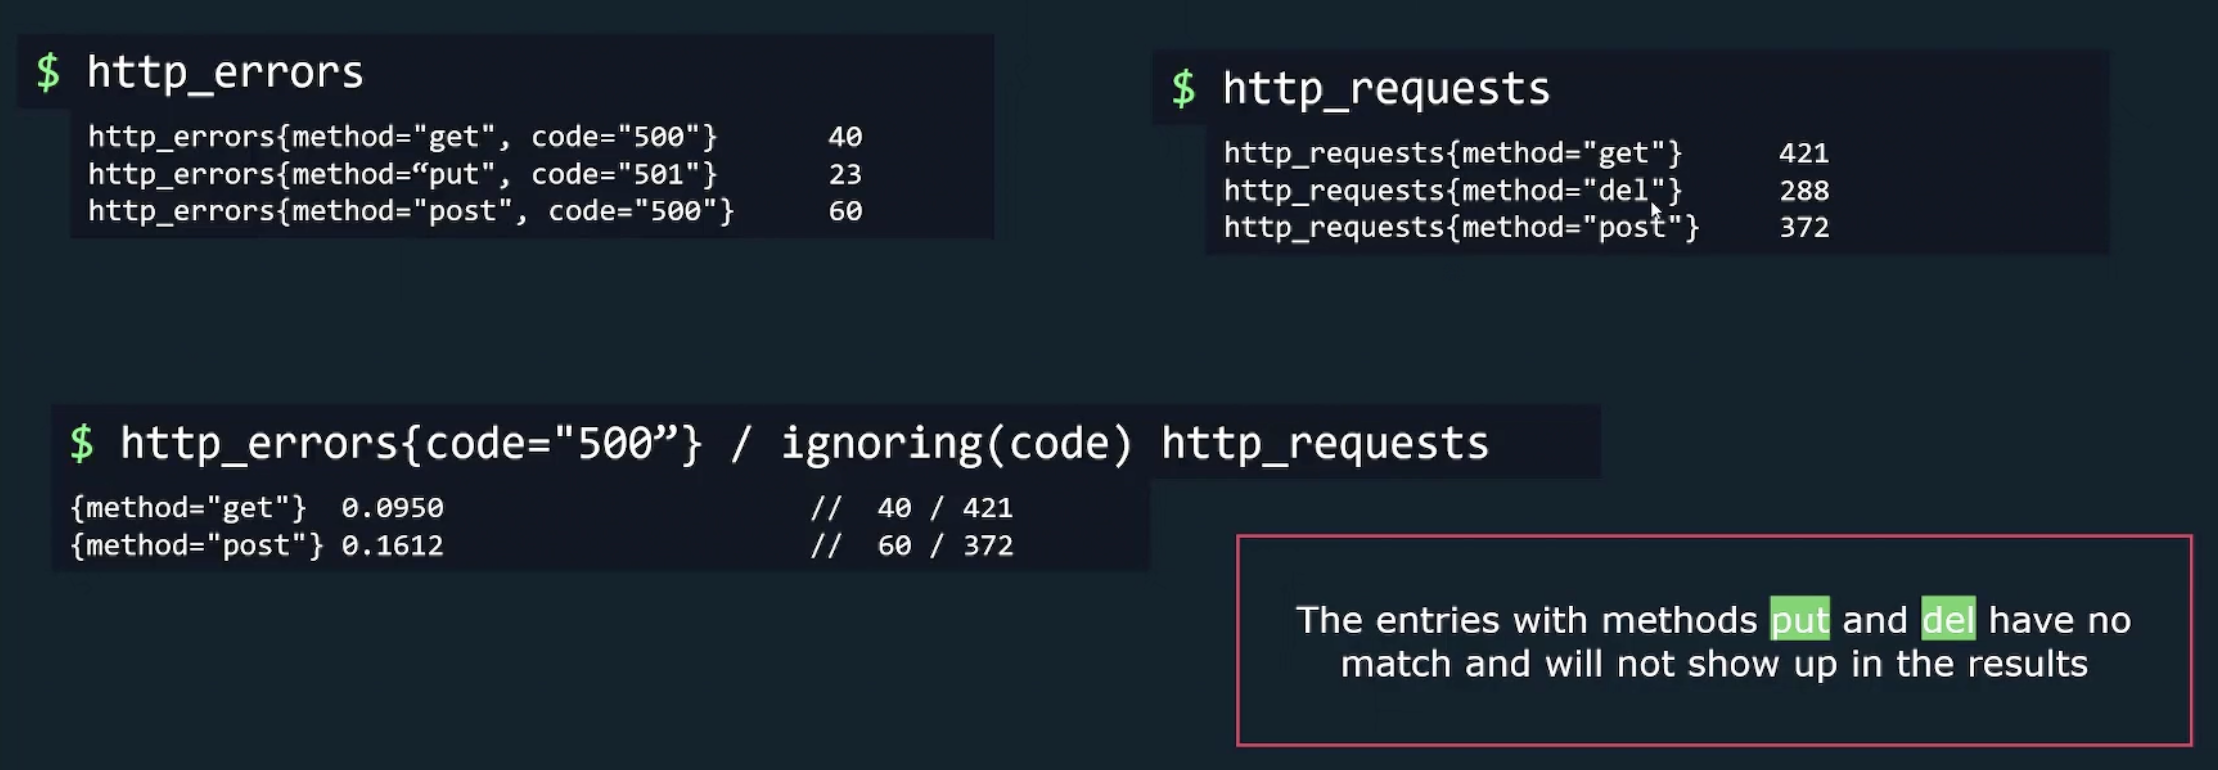 $ http_errors
http_errors{method="get", code="500"} 40
http_errors{method=“put", code="501"} 23
http_errors{method="post", code="500"} 60
$ http_requests
http_requests{method="get"} 421
http_requests{method="del"} 288
http_requests{method="post"} 372
$ http_errors{code="500”} / ignoring(code) http_requests
{method="get"} 0.0950 // 40 / 421
{method="post"} 0.1612 // 60 / 372
The entries with methods put and del have no
match and will not show up in the results